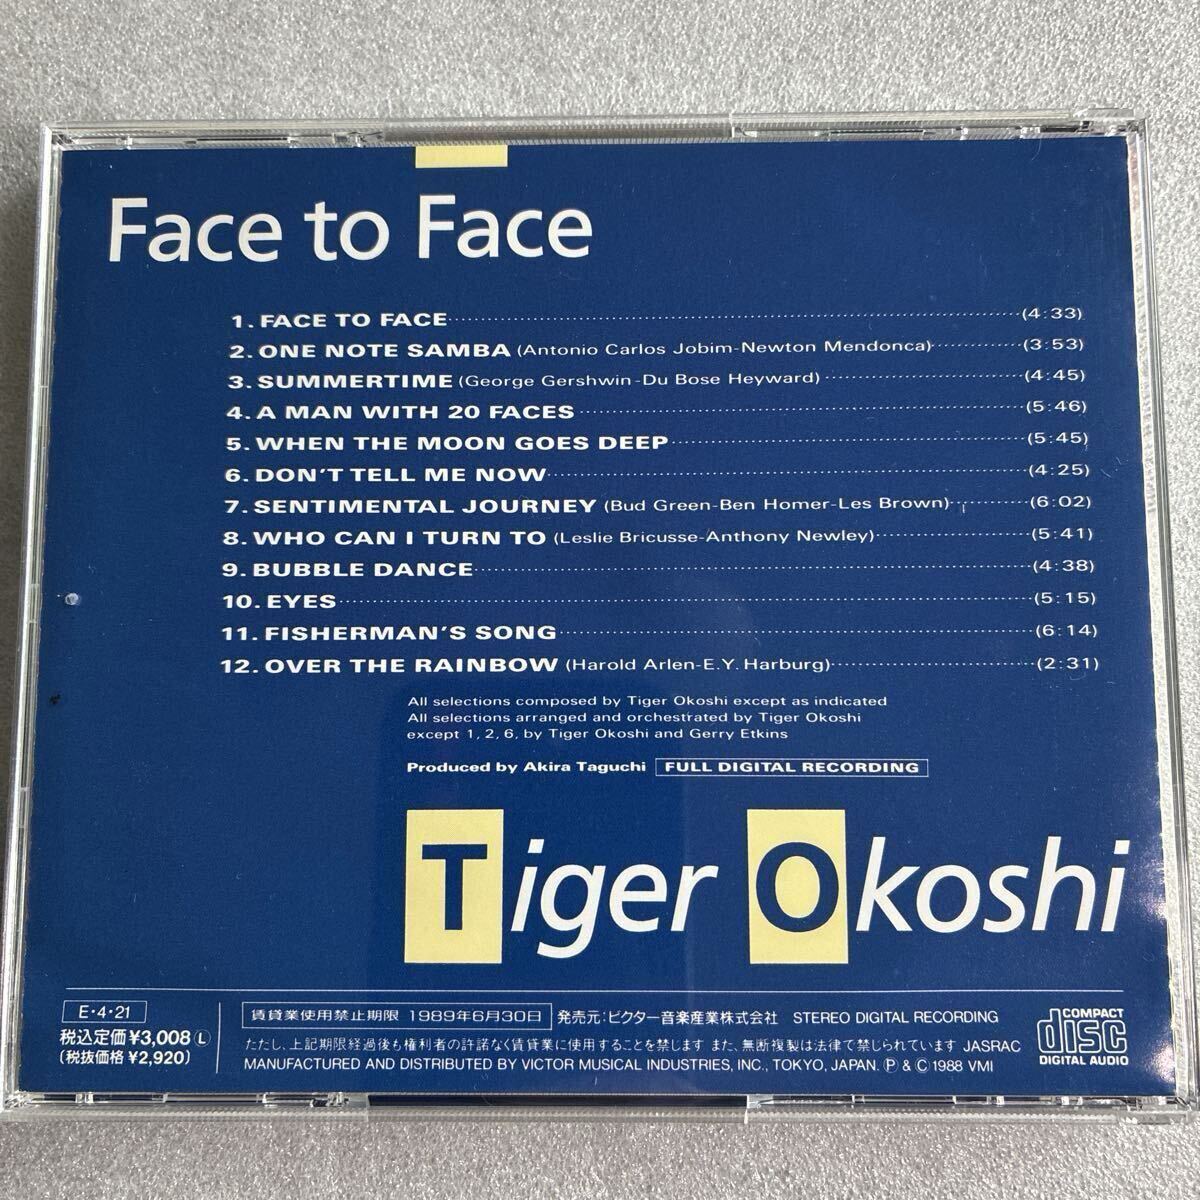 Face to Face
1. FACE TO FACE (4:33)
2. ONE NOTE SAMBA (Antonio Carlos Jobim-Newton Mendonca) (3:53)
3. SUMMERTIME (George Gershwin-Du Bose Heyward) (4:45)
4. A MAN WITH 20 FACES (5:46)
5. WHEN THE MOON GOES DEEP (5:45)
6. DON'T TELL ME NOW (4:25)
7. SENTIMENTAL JOURNEY (Bud Green-Ben Homer-Les Brown) (6:02)
8. WHO CAN I TURN TO (Leslie Bricusse-Anthony Newley) (5:41)
9. BUBBLE DANCE (4:38)
10. EYES (5:15)
11. FISHERMAN'S SONG (6:14)
12. OVER THE RAINBOW (Harold Arlen-E.Y. Harburg) (2:31)
All selections composed by Tiger Okoshi except as indicated
All selections arranged and orchestrated by Tiger Okoshi
except 1, 2, 6, by Tiger Okoshi and Gerry Etkins
Produced by Akira Taguchi FULL DIGITAL RECORDING
Tiger Okoshi
E・4・21
税込定価¥3,008Ⓛ
(税抜価格 ¥2,920)
賃貸業使用禁止期限 1989年6月30日 発売元:ビクター音楽産業株式会社 STEREO DIGITAL RECORDING
ただし、上記期限経過後も権利者の許諾なく賃貸業に使用することを禁じます また、無断複製は法律で禁じられています JASRAC
MANUFACTURED AND DISTRIBUTED BY VICTOR MUSICAL INDUSTRIES, INC., TOKYO, JAPAN. Ⓟ & Ⓒ 1988 VMI
COMPACT
disc
DIGITAL AUDIO